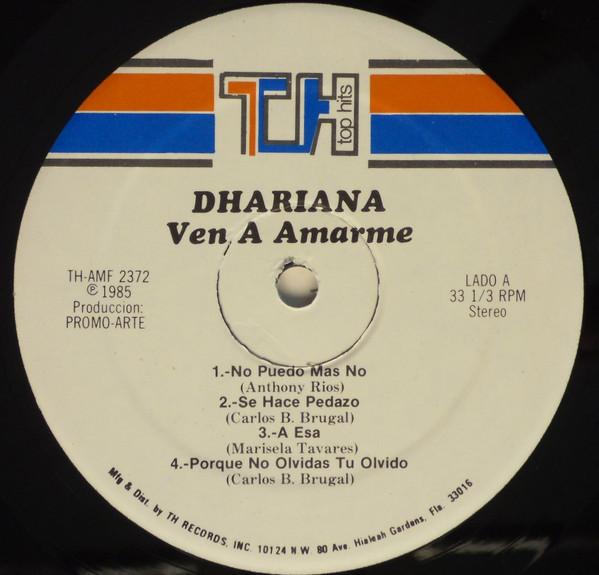 TH
top hits
DHARIANA
Ven A Amarme
TH-AMF 2372
Ⓟ 1985
Produccion:
PROMO-ARTE
LADO A
33 1/3 RPM
Stereo
1.-No Puedo Mas No
(Anthony Rios)
2.-Se Hace Pedazo
(Carlos B. Brugal)
3.-A Esa
(Marisela Tavares)
4.-Porque No Olvidas Tu Olvido
(Carlos B. Brugal)
Mfg & Dist. by TH RECORDS, INC. 10124 N W. 80 Ave. Hialeah Gardens, Fla. 33016